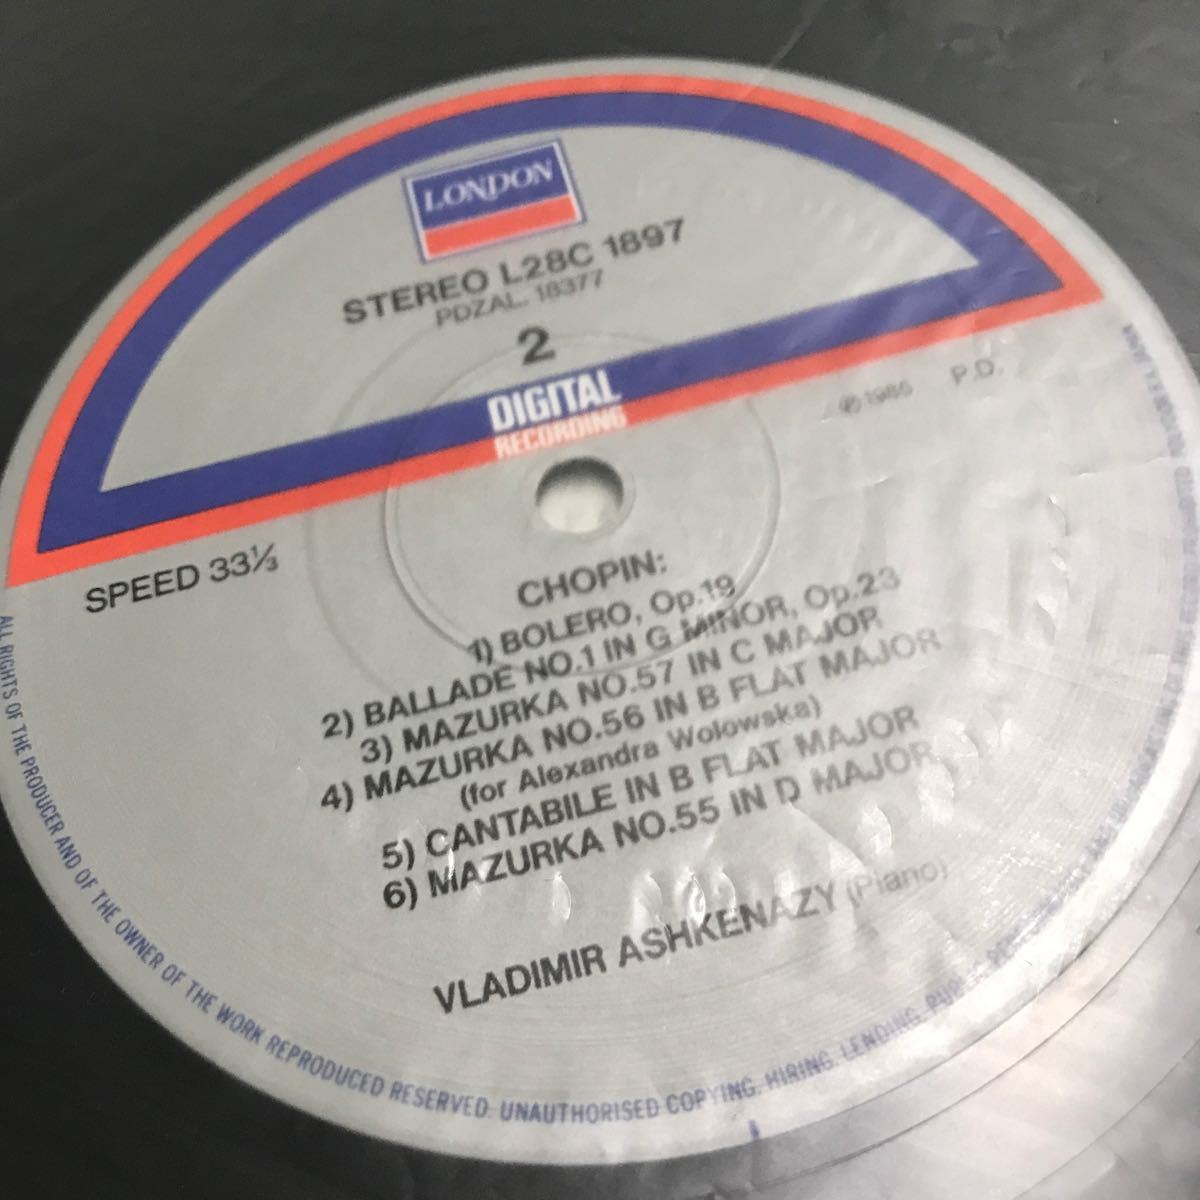 LONDON
STEREO L28C 1897
PDZAL. 18377
2
DIGITAL
RECORDING
℗ 1985 P.D.
SPEED 33⅓
CHOPIN:
1) BOLERO, Op.19
2) BALLADE NO.1 IN G MINOR, Op.23
3) MAZURKA NO.57 IN C MAJOR
4) MAZURKA NO.56 IN B FLAT MAJOR
(for Alexandra Wolowska)
5) CANTABILE IN B FLAT MAJOR
6) MAZURKA NO.55 IN D MAJOR
VLADIMIR ASHKENAZY (Piano)
ALL RIGHTS OF THE PRODUCER AND OF THE OWNER OF THE WORK REPRODUCED RESERVED. UNAUTHORISED COPYING, HIRING, LENDING,